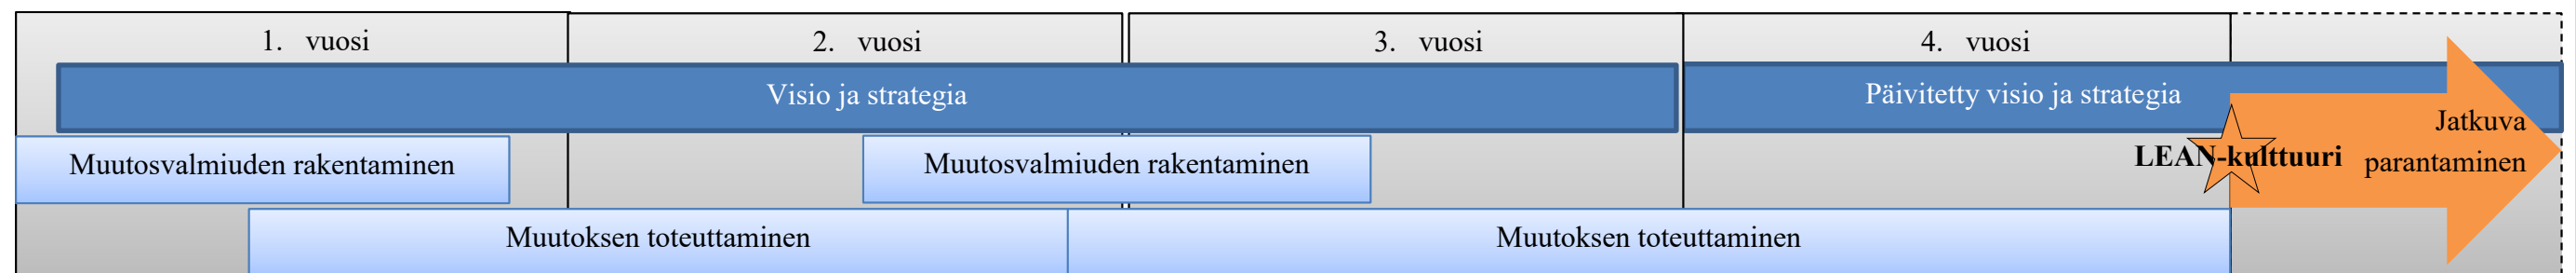 1. vuosi
2. vuosi
3. vuosi
4. vuosi
Visio ja strategia
Päivitetty visio ja strategia
Jatkuva
parantaminen
LEAN-kulttuuri
Muutosvalmiuden rakentaminen
Muutosvalmiuden rakentaminen
Muutoksen toteuttaminen
Muutoksen toteuttaminen